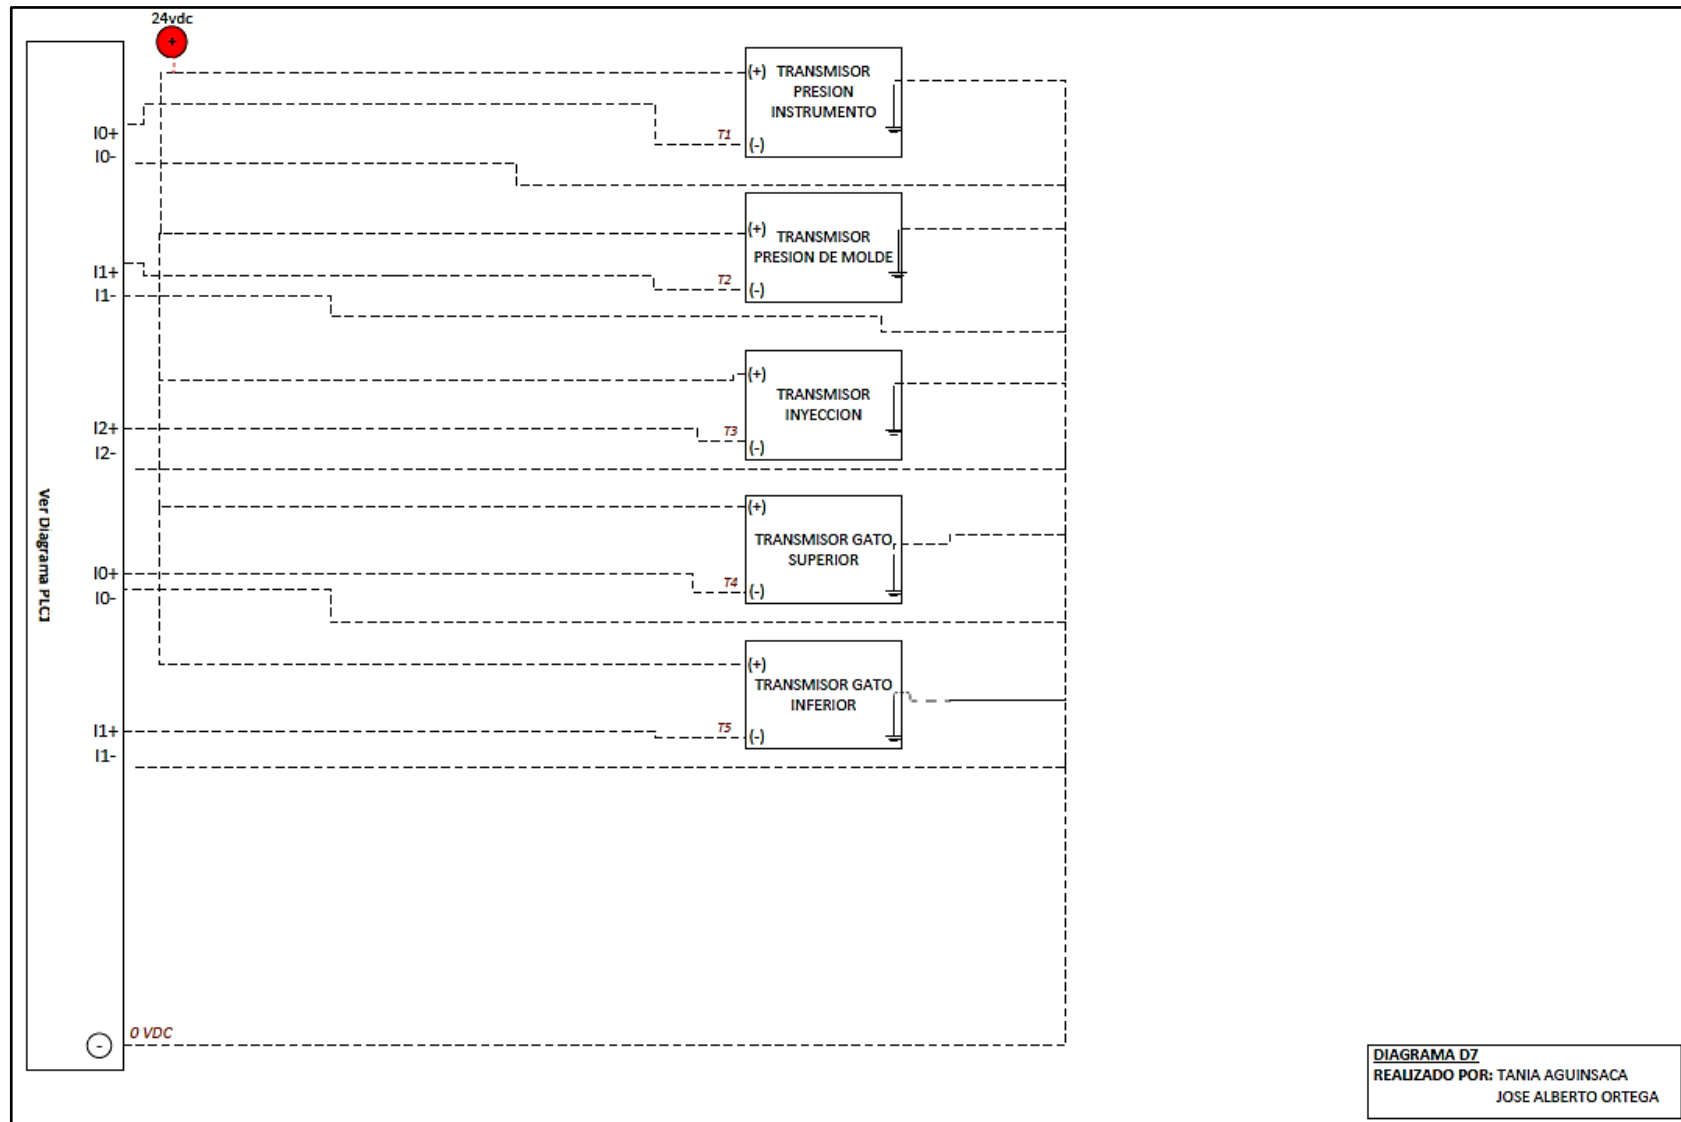 24vdc
+
(+) TRANSMISOR
PRESION
INSTRUMENTO
I0+
T1
(-)
I0-
(+)
TRANSMISOR
PRESION DE MOLDE
I1+
T2
(-)
I1-
(+)
TRANSMISOR
INYECCION
I2+
T3
(-)
I2-
Ver Diagrama PLC1
(+)
TRANSMISOR GATO
SUPERIOR
I0+
T4
(-)
I0-
(+)
TRANSMISOR GATO
INFERIOR
I1+
T5
(-)
I1-
0 VDC
-
DIAGRAMA D7
REALIZADO POR: TANIA AGUINSACA
JOSE ALBERTO ORTEGA